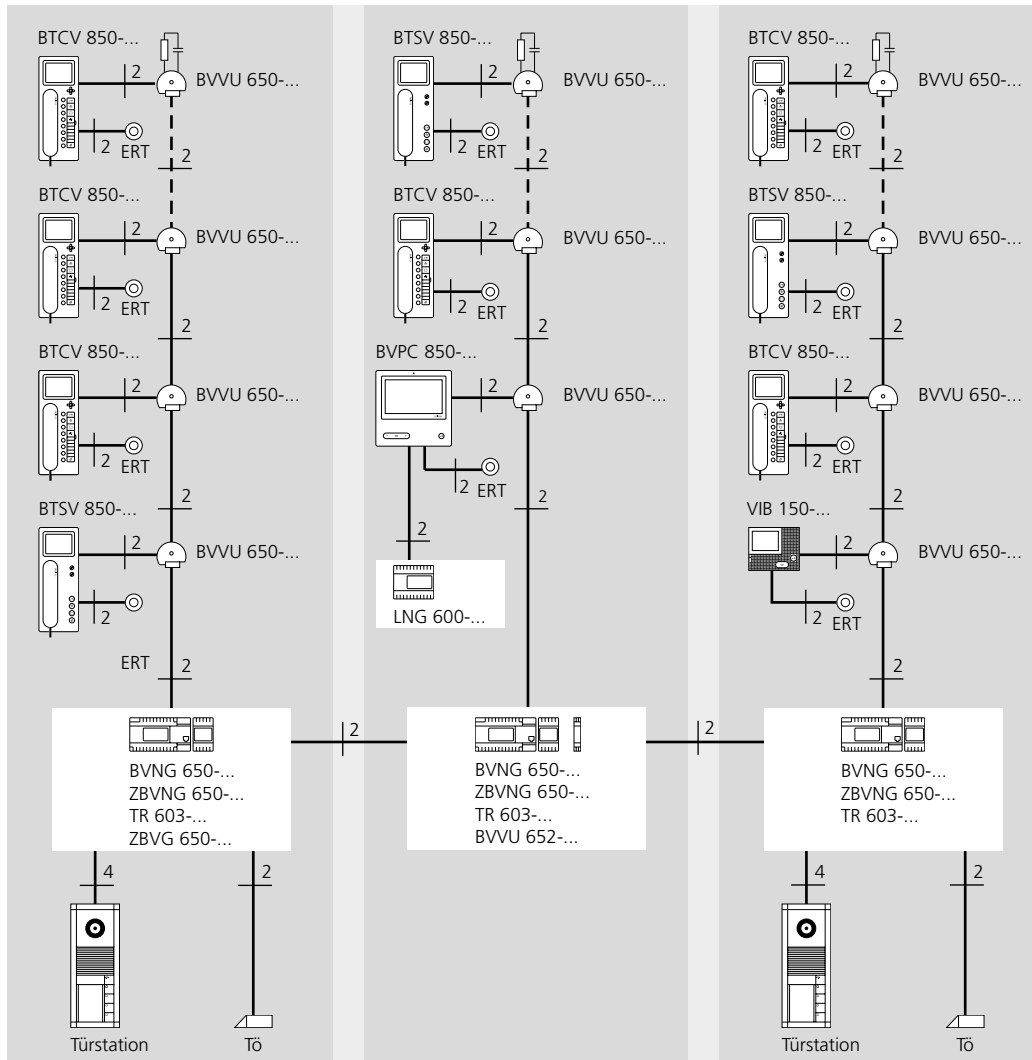 BTCV 850-...
2
BVVU 650-...
2
ERT
2
BTCV 850-...
2
BVVU 650-...
2
ERT
2
BTCV 850-...
2
BVVU 650-...
2
ERT
2
BTSV 850-...
2
BVVU 650-...
2
ERT
2
BVNG 650-...
ZBVNG 650-...
TR 603-...
ZBVG 650-...
4
2
Türstation
Tö
2
BTSV 850-...
2
BVVU 650-...
2
ERT
2
BTCV 850-...
2
BVVU 650-...
2
ERT
2
BVPC 850-...
2
BVVU 650-...
2
ERT
2
2
LNG 600-...
BVNG 650-...
ZBVNG 650-...
TR 603-...
BVVU 652-...
2
BTCV 850-...
2
BVVU 650-...
2
ERT
2
BTSV 850-...
2
BVVU 650-...
2
ERT
2
BTCV 850-...
2
BVVU 650-...
2
ERT
2
VIB 150-...
2
BVVU 650-...
2
ERT
2
BVNG 650-...
ZBVNG 650-...
TR 603-...
4
2
Türstation
Tö